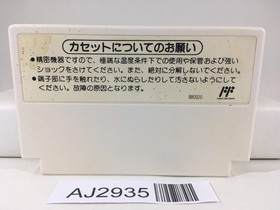 カセットについてのお願い
●精密機器ですので、極端な温度条件下での使用や保管および強い
ショックをさけてください。また、絶対に分解しないでください。
●端子部に手を触れたり、水にぬらしたりして汚さないようにして
ください。故障の原因となります。
AJ2935